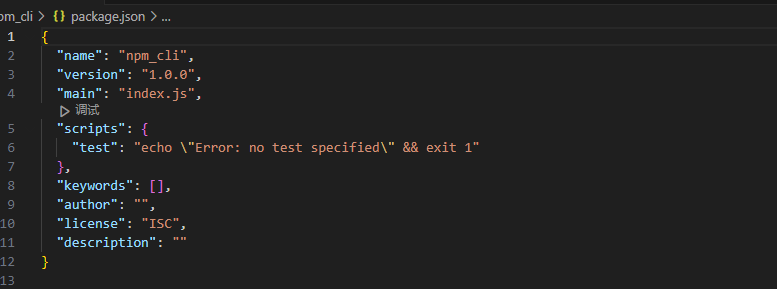 om_cli > {} package.json > ...
1 {
2 "name": "npm_cli",
3 "version": "1.0.0",
4 "main": "index.js",
调试
5 "scripts": {
6 "test": "echo \"Error: no test specified\" && exit 1"
7 },
8 "keywords": [],
9 "author": "",
10 "license": "ISC",
11 "description": ""
12 }
13